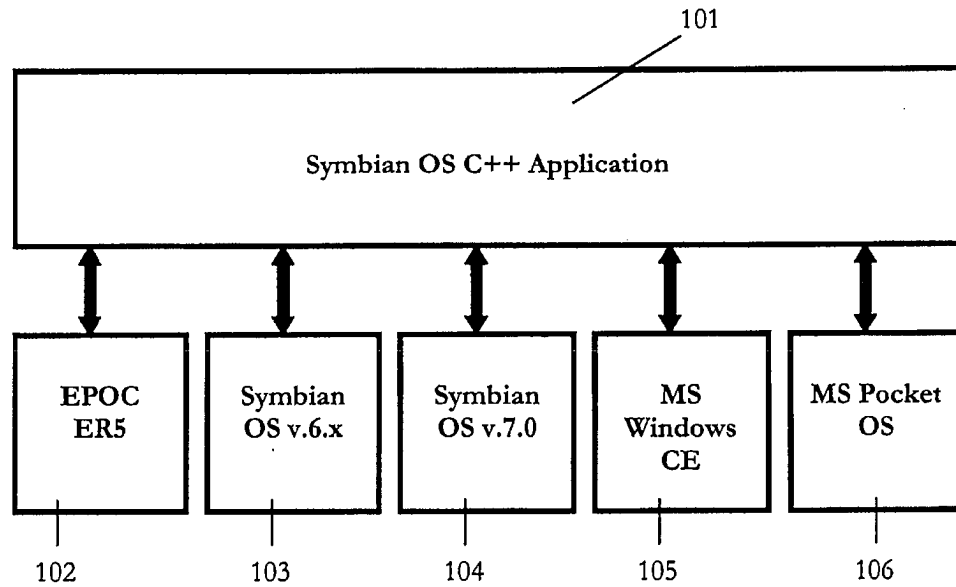 101
Symbian OS C++ Application
EPOC
ER5
Symbian
OS v.6.x
Symbian
OS v.7.0
MS
Windows
CE
MS Pocket
OS
102
103
104
105
106